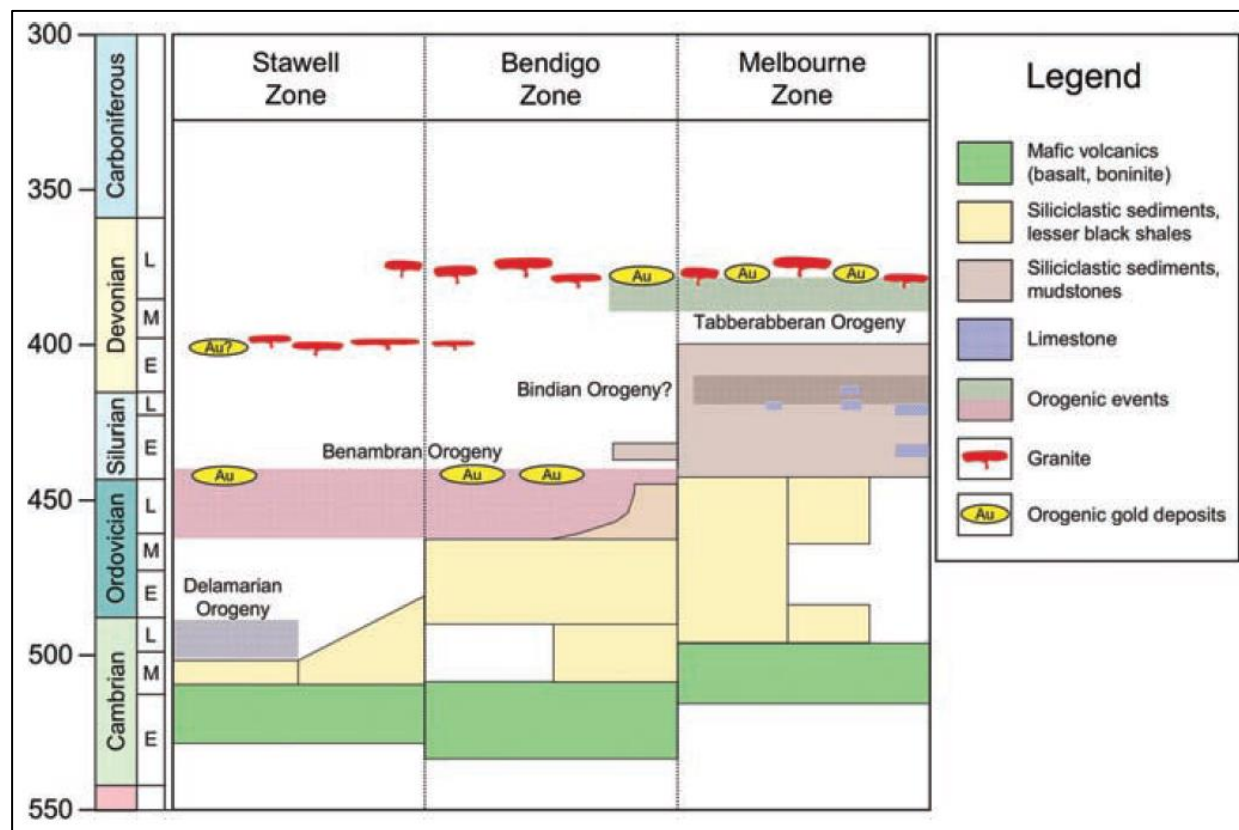 300
350
400
450
500
550
Carboniferous
Devonian
Silurian
Ordovician
Cambrian
L
M
E
L
E
L
M
E
L
M
E
Stawell
Zone
Bendigo
Zone
Melbourne
Zone
Au
Au
Au
Tabberabberan Orogeny
Au?
Bindian Orogeny?
Benambran Orogeny
Au
Au
Au
Delamarian
Orogeny
Legend
Mafic volcanics
(basalt, boninite)
Siliciclastic sediments,
lesser black shales
Siliciclastic sediments,
mudstones
Limestone
Orogenic events
Granite
Au
Orogenic gold deposits